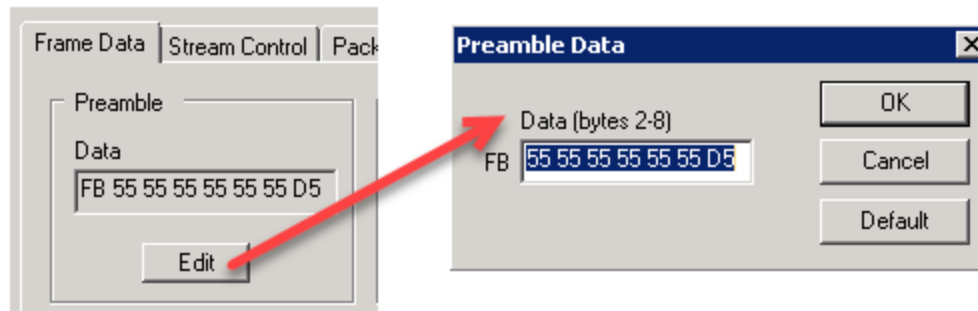 Frame Data Stream Control Pack
Preamble
Data
FB 55 55 55 55 55 55 D5
Edit
Preamble Data
Data (bytes 2-8)
FB 55 55 55 55 55 55 D5
OK
Cancel
Default